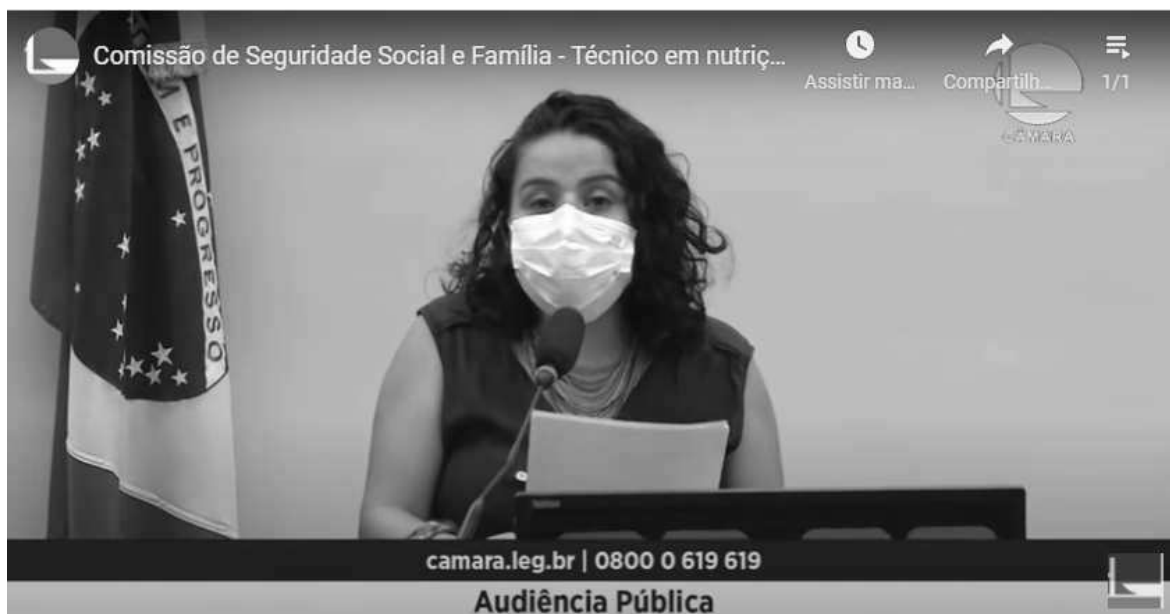 Comissão de Seguridade Social e Família - Técnico em nutriç...
Assistir ma...
Compartilh...
1/1
CÂMARA
M E PROGRESSO
camara.leg.br | 0800 0 619 619
Audiência Pública